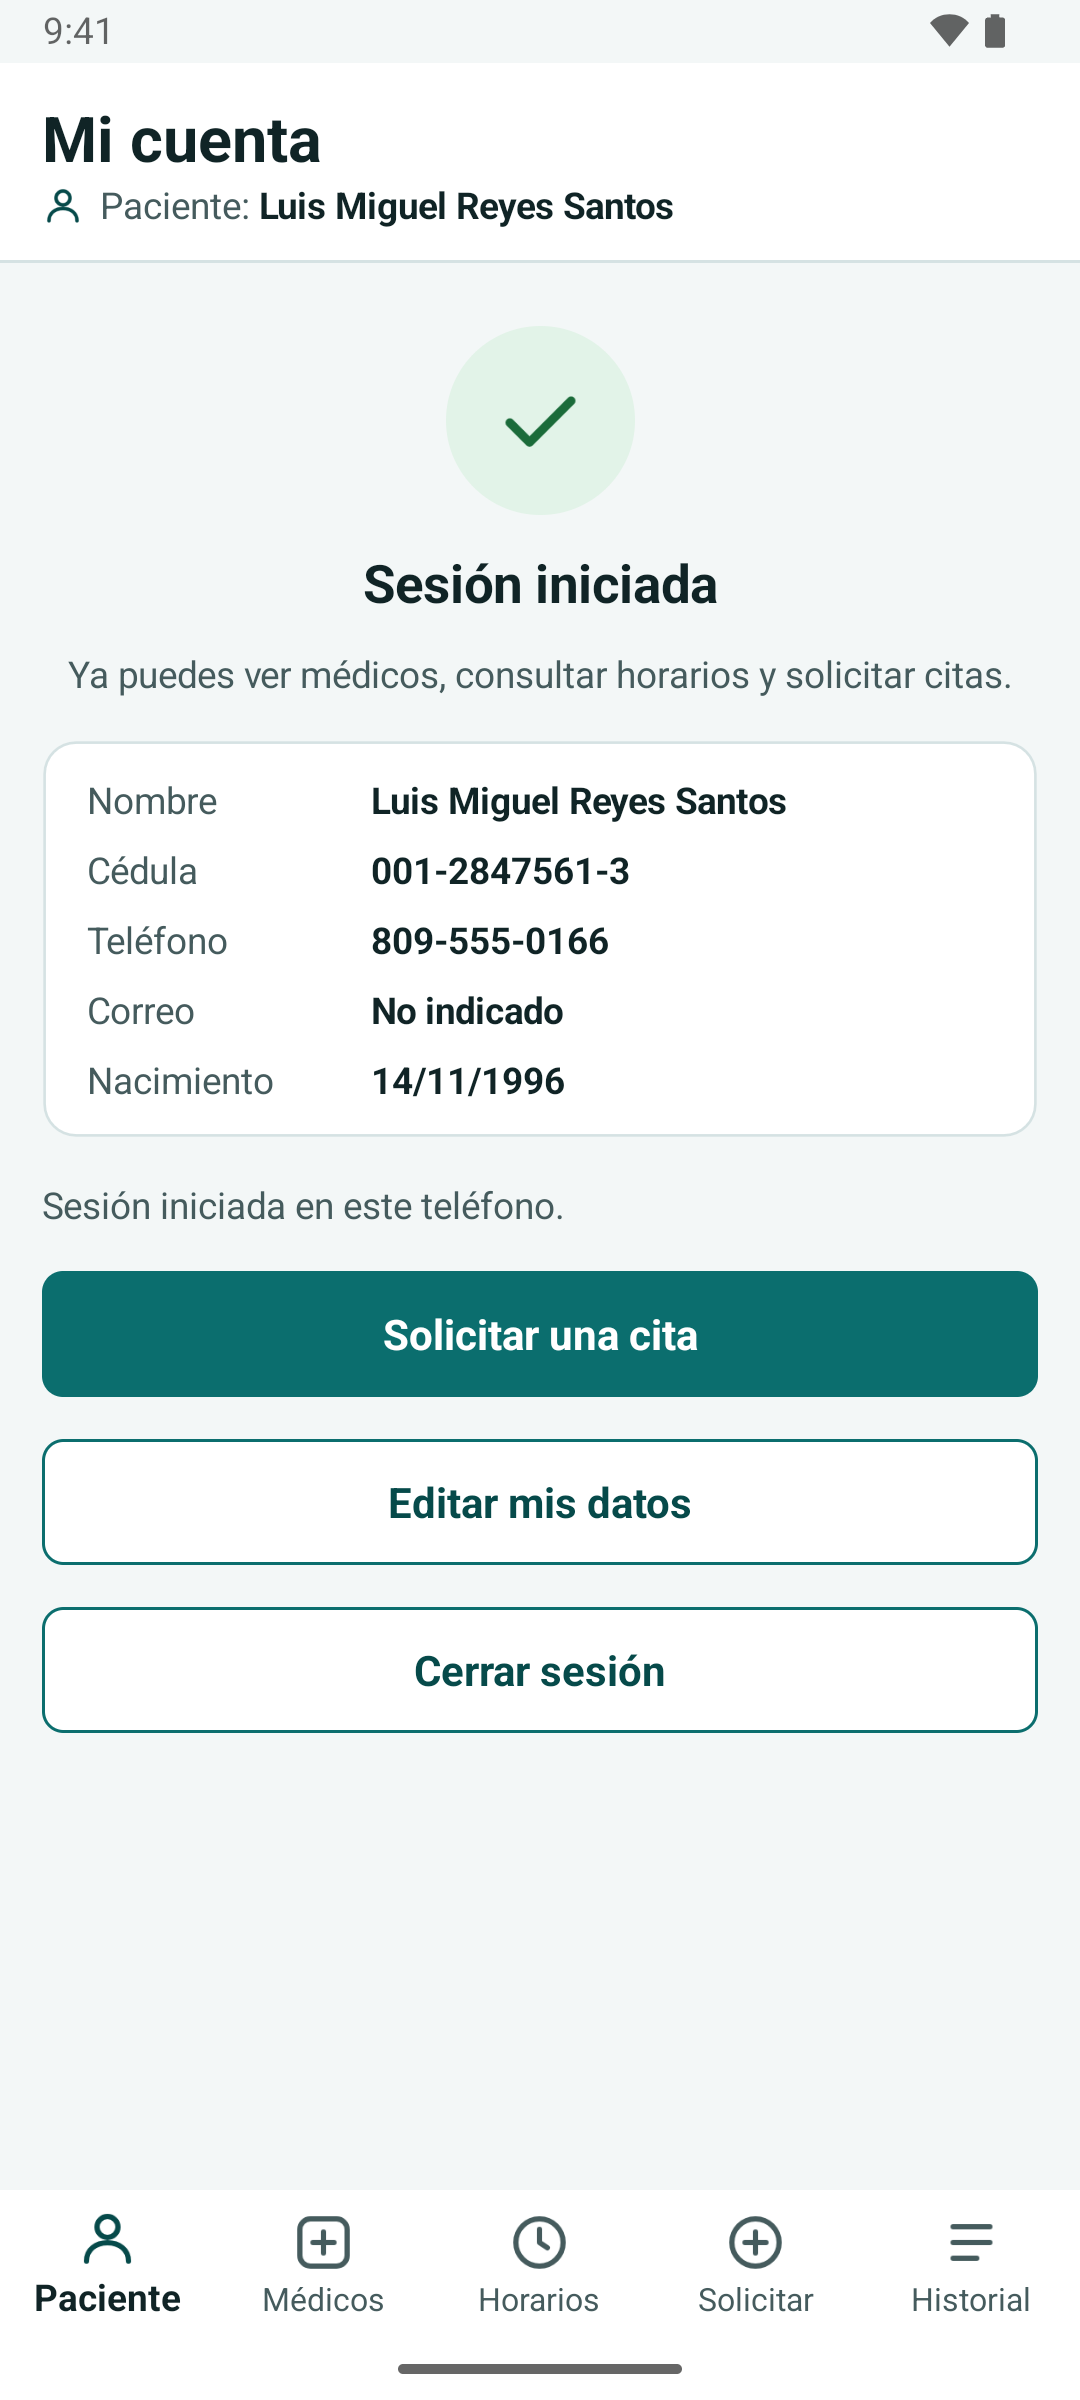 9:41
Mi cuenta
Paciente: Luis Miguel Reyes Santos
Sesión iniciada
Ya puedes ver médicos, consultar horarios y solicitar citas.
Nombre Luis Miguel Reyes Santos
Cédula 001-2847561-3
Teléfono 809-555-0166
Correo No indicado
Nacimiento 14/11/1996
Sesión iniciada en este teléfono.
Solicitar una cita
Editar mis datos
Cerrar sesión
Paciente Médicos Horarios Solicitar Historial